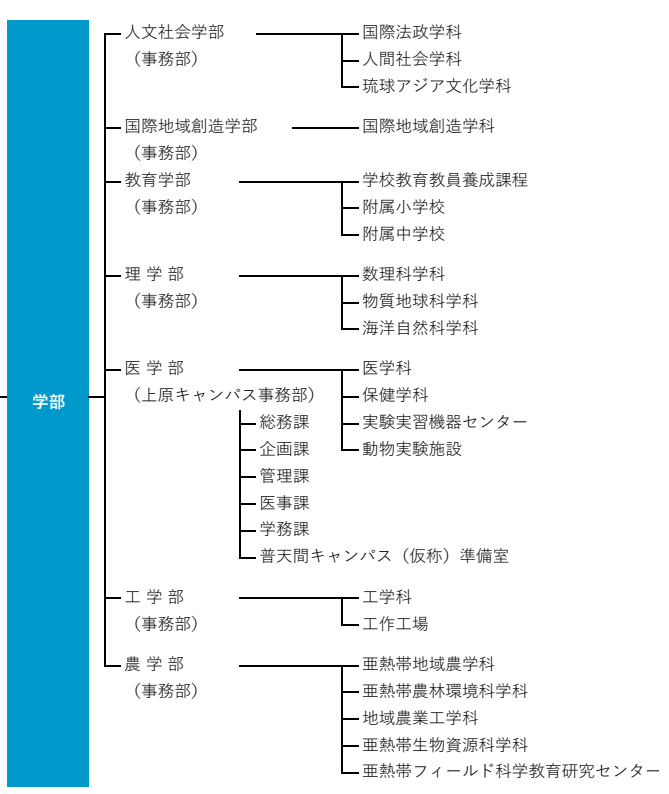 学部
人文社会学部
（事務部）
国際法政学科
人間社会学科
琉球アジア文化学科
国際地域創造学部
（事務部）
国際地域創造学科
教育学部
（事務部）
学校教育教員養成課程
附属小学校
附属中学校
理 学 部
（事務部）
数理科学科
物質地球科学科
海洋自然科学科
医 学 部
（上原キャンパス事務部）
総務課
企画課
管理課
医事課
学務課
普天間キャンパス（仮称）準備室
医学科
保健学科
実験実習機器センター
動物実験施設
工 学 部
（事務部）
工学科
工作工場
農 学 部
（事務部）
亜熱帯地域農学科
亜熱帯農林環境科学科
地域農業工学科
亜熱帯生物資源科学科
亜熱帯フィールド科学教育研究センター